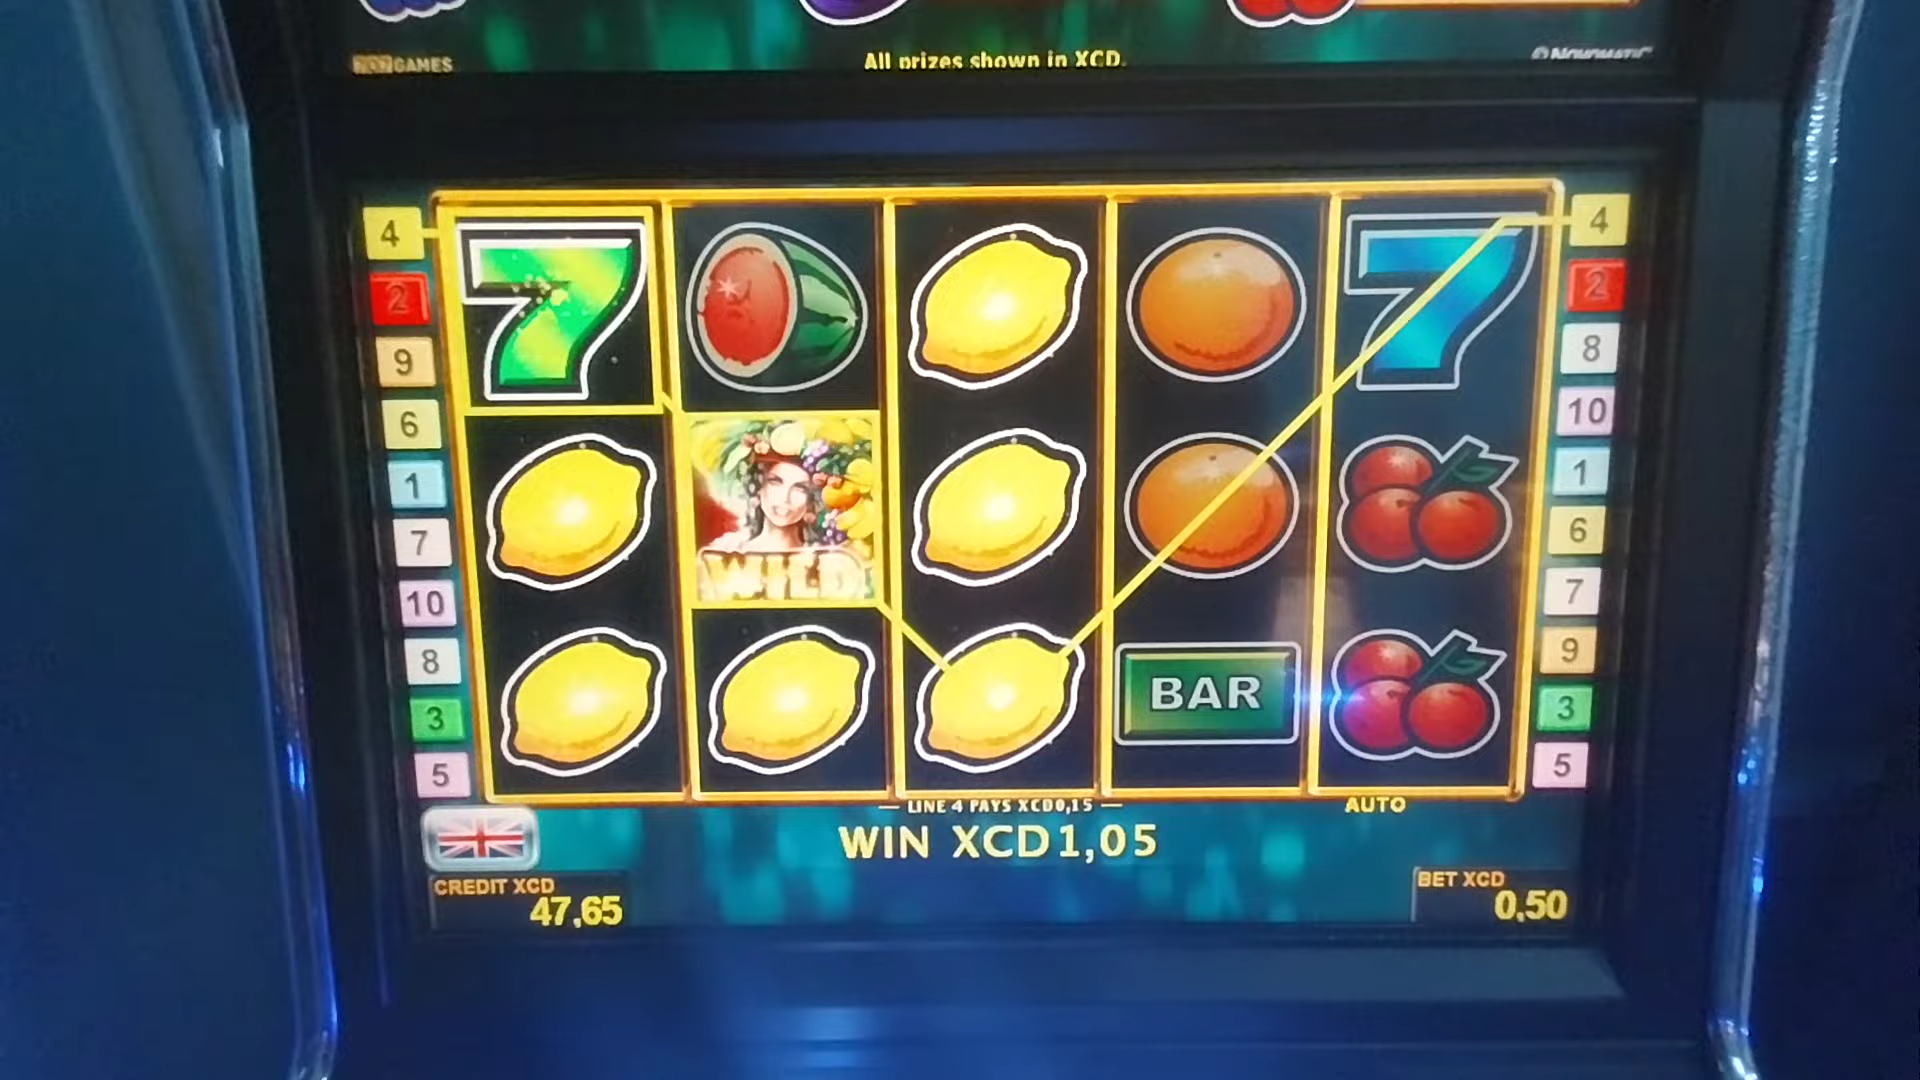 GAMES
All prizes shown in XCD.
© NOVOMATIC
4
4
2
2
9
8
6
10
1
1
7
6
10
7
8
9
3
3
5
5
WILD
BAR
LINE 4 PAYS XCD0,15
AUTO
WIN XCD1,05
CREDIT XCD
47,65
BET XCD
0,50